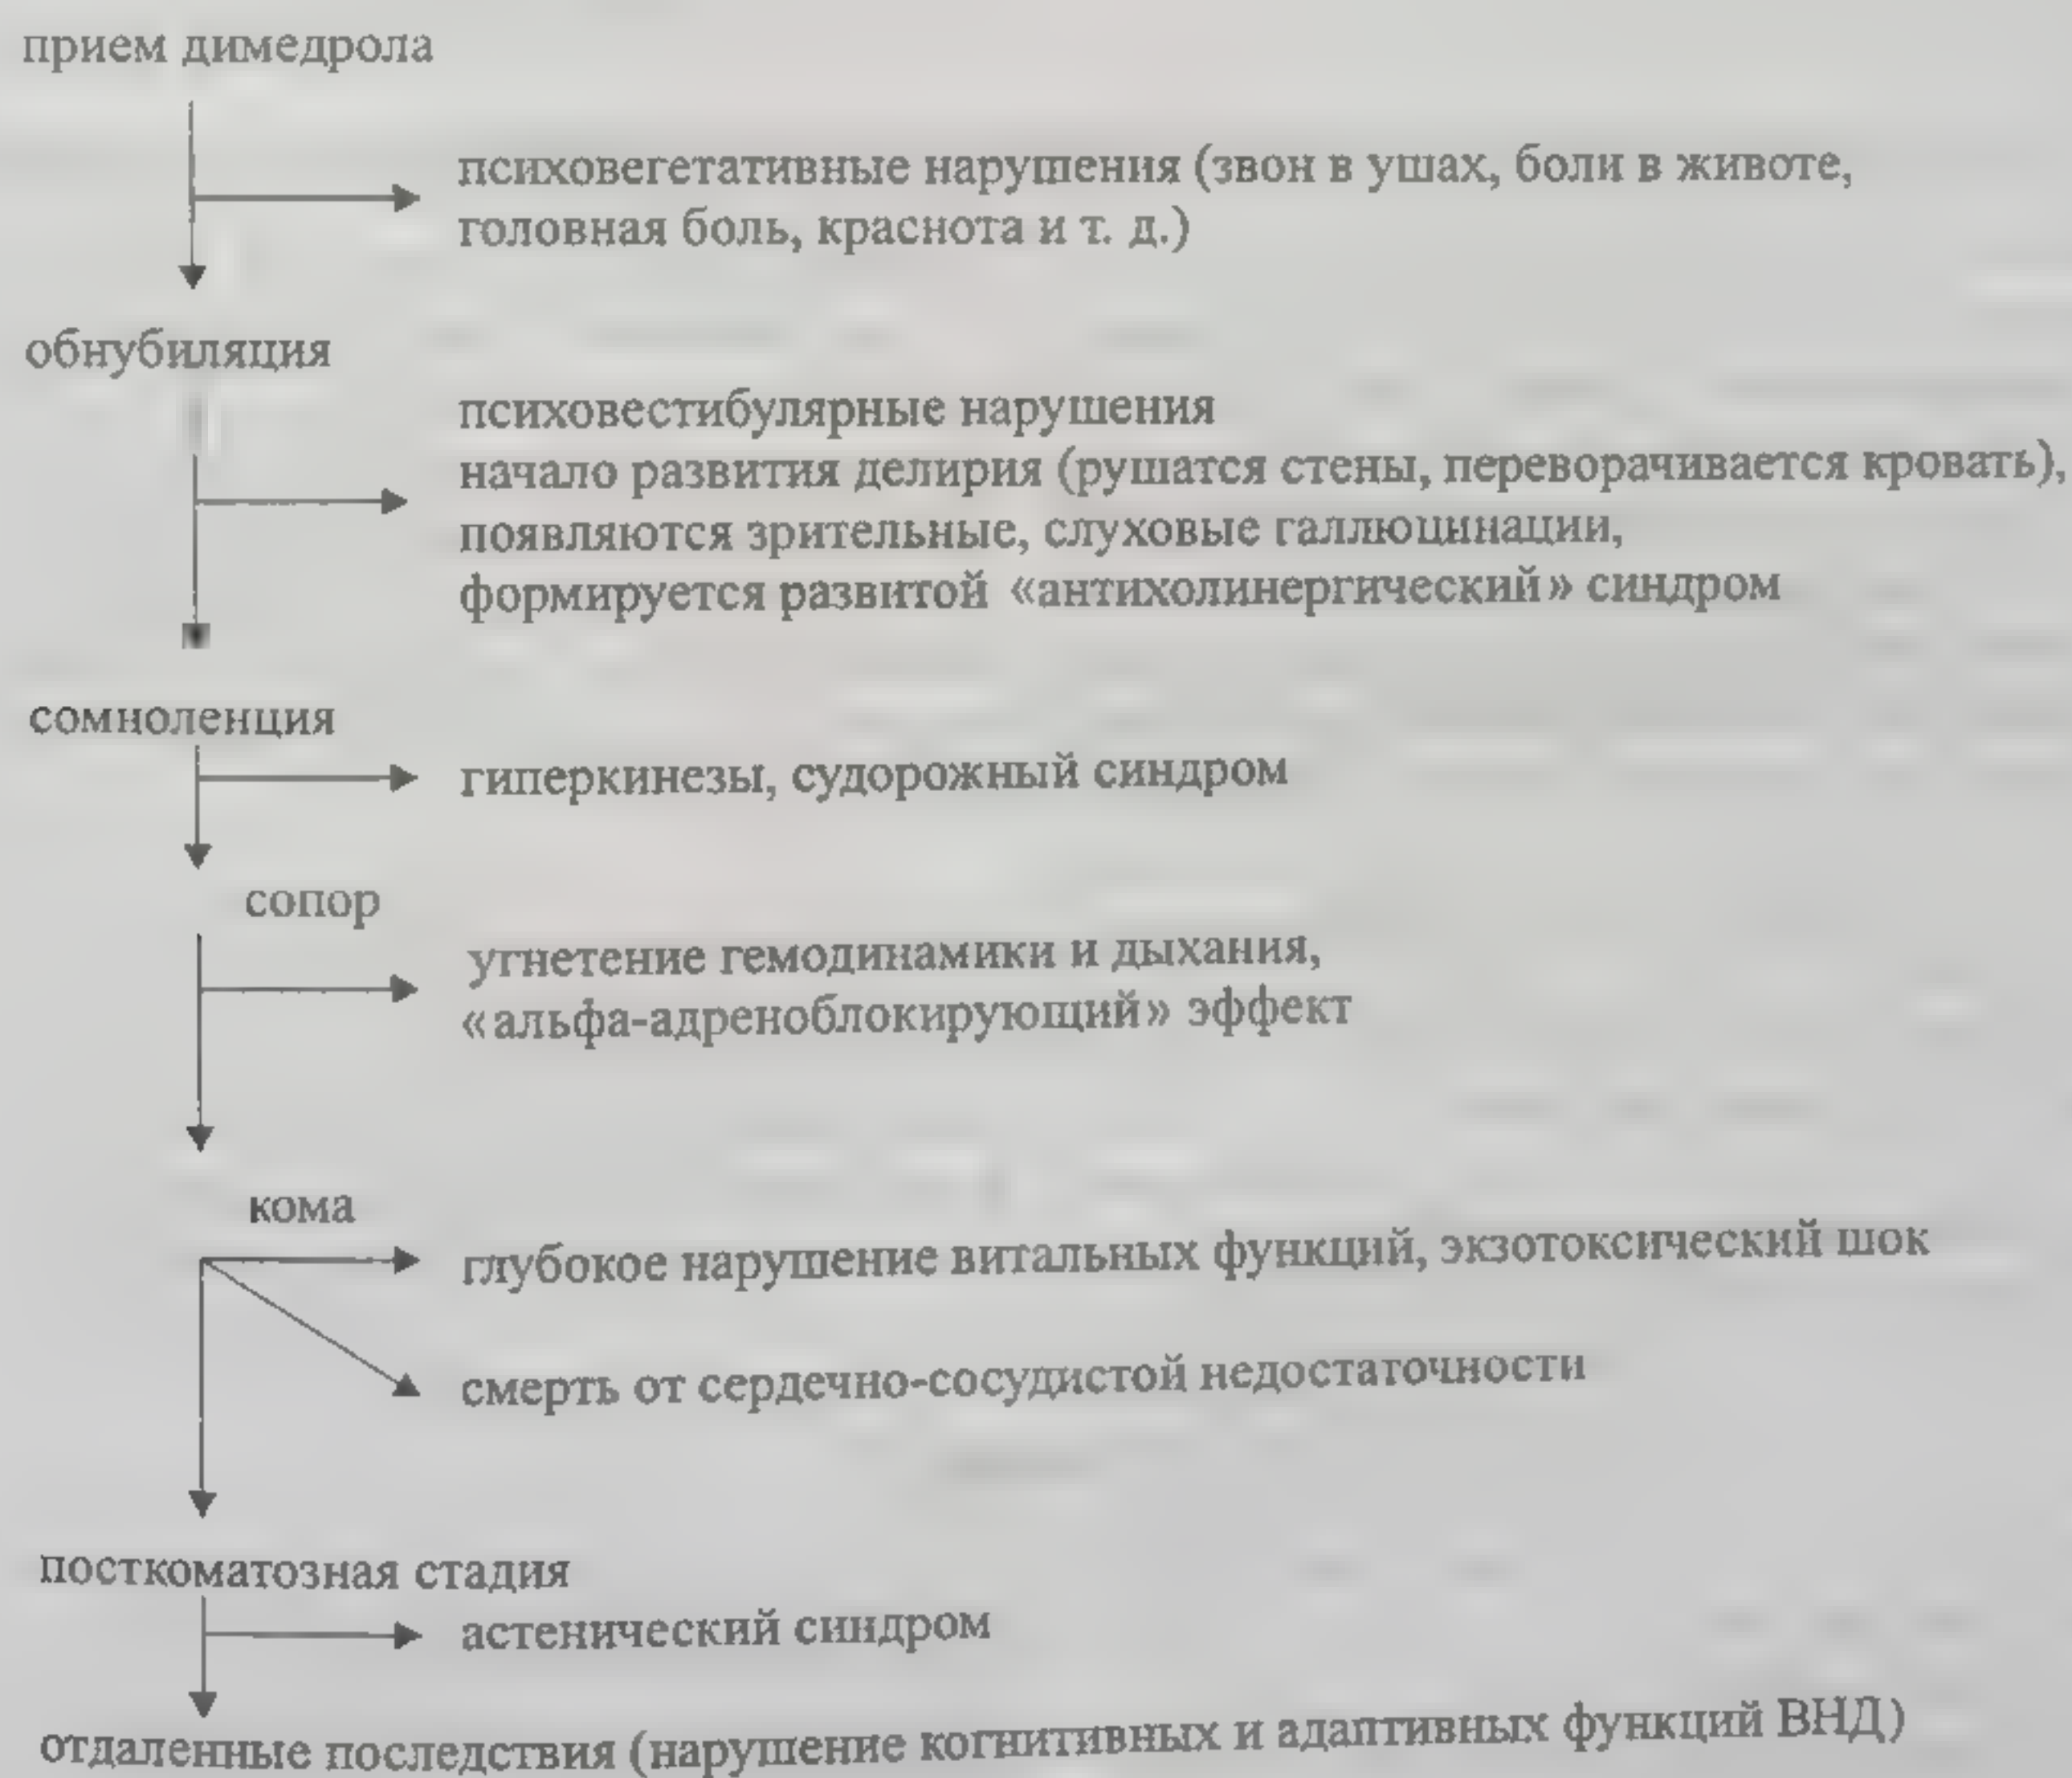 прием димедрола
психовегетативные нарушения (звон в ушах, боли в животе,
головная боль, краснота и т. д.)
обнубиляция
психовестибулярные нарушения
начало развития делирия (рушатся стены, переворачивается кровать),
появляются зрительные, слуховые галлюцинации,
формируется развитой «антихолинергический» синдром
сомноленция
гиперкинезы, судорожный синдром
сопор
угнетение гемодинамики и дыхания,
«альфа-адреноблокирующий» эффект
кома
глубокое нарушение витальных функций, экзотоксический шок
смерть от сердечно-сосудистой недостаточности
посткоматозная стадия
астенический синдром
отдаленные последствия (нарушение когнитивных и адаптивных функций ВНД)